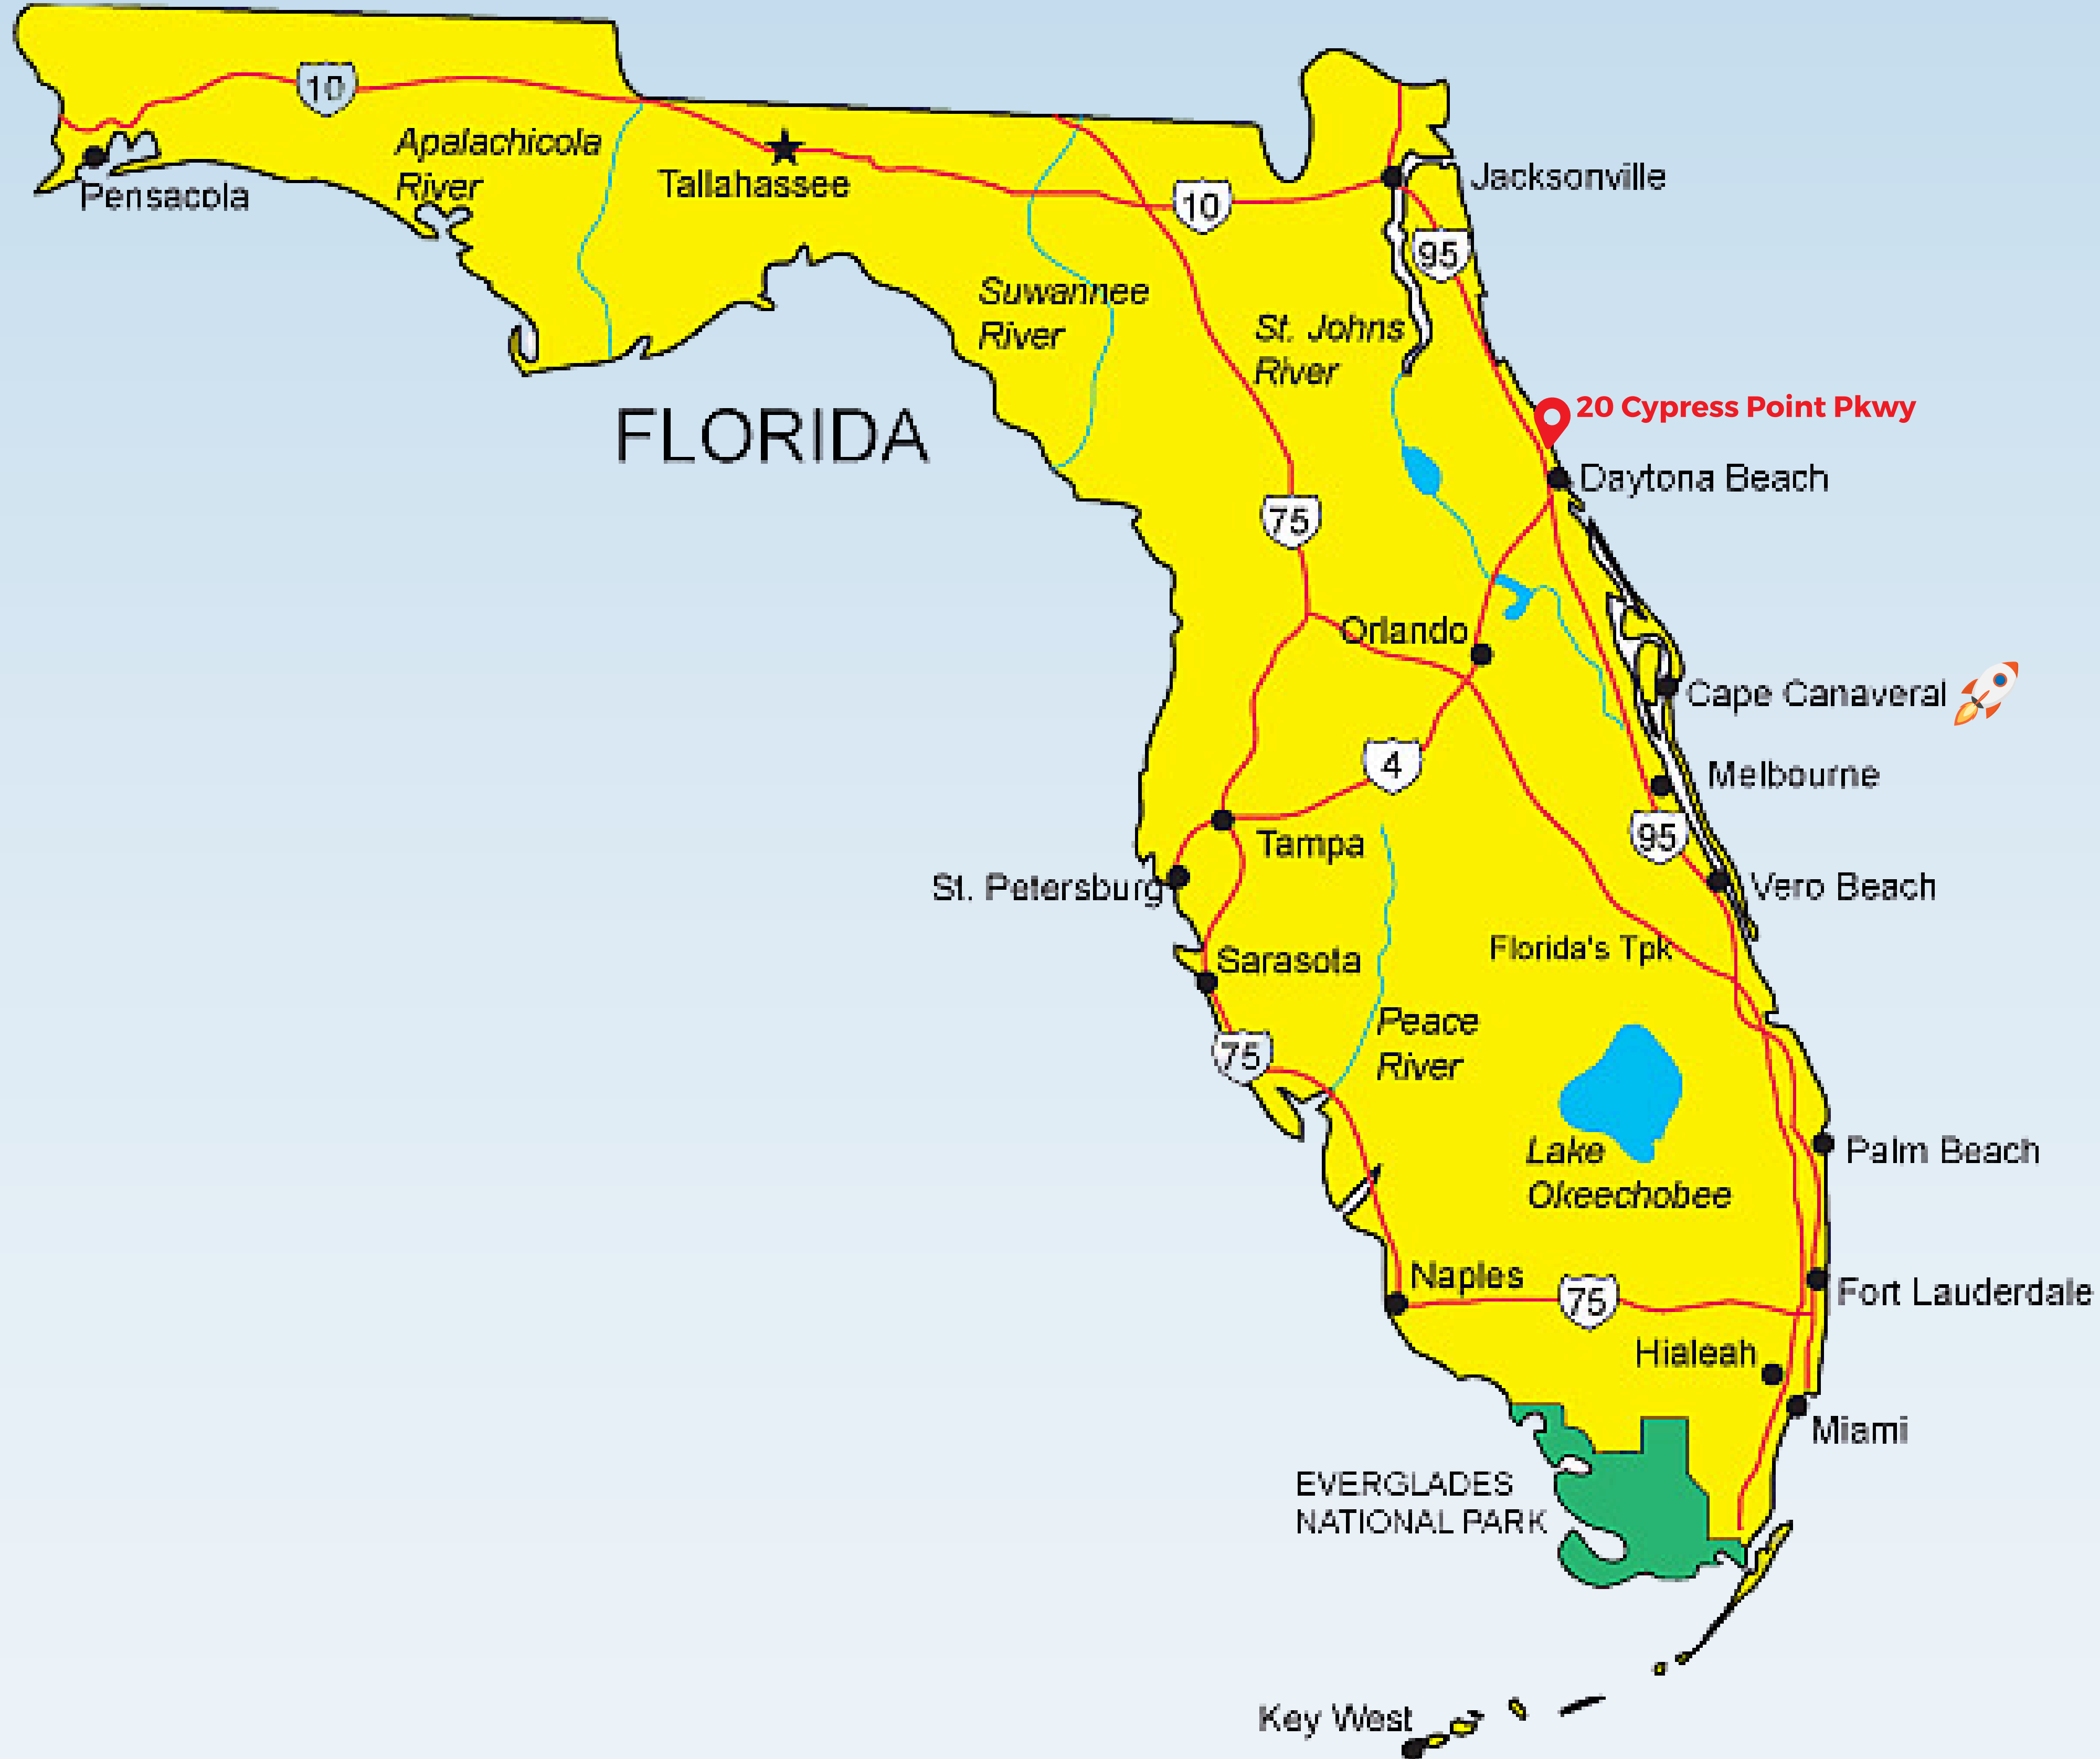 10
Apalachicola
River
Pensacola
Tallahassee
10
Jacksonville
95
Suwannee
River
St. Johns
River
FLORIDA
20 Cypress Point Pkwy
Daytona Beach
75
Orlando
Cape Canaveral
4
Melbourne
95
Tampa
St. Petersburg
Vero Beach
Florida's Tpk
Sarasota
Peace
River
75
Lake
Okeechobee
Palm Beach
Naples
75
Fort Lauderdale
Hialeah
Miami
EVERGLADES
NATIONAL PARK
Key West